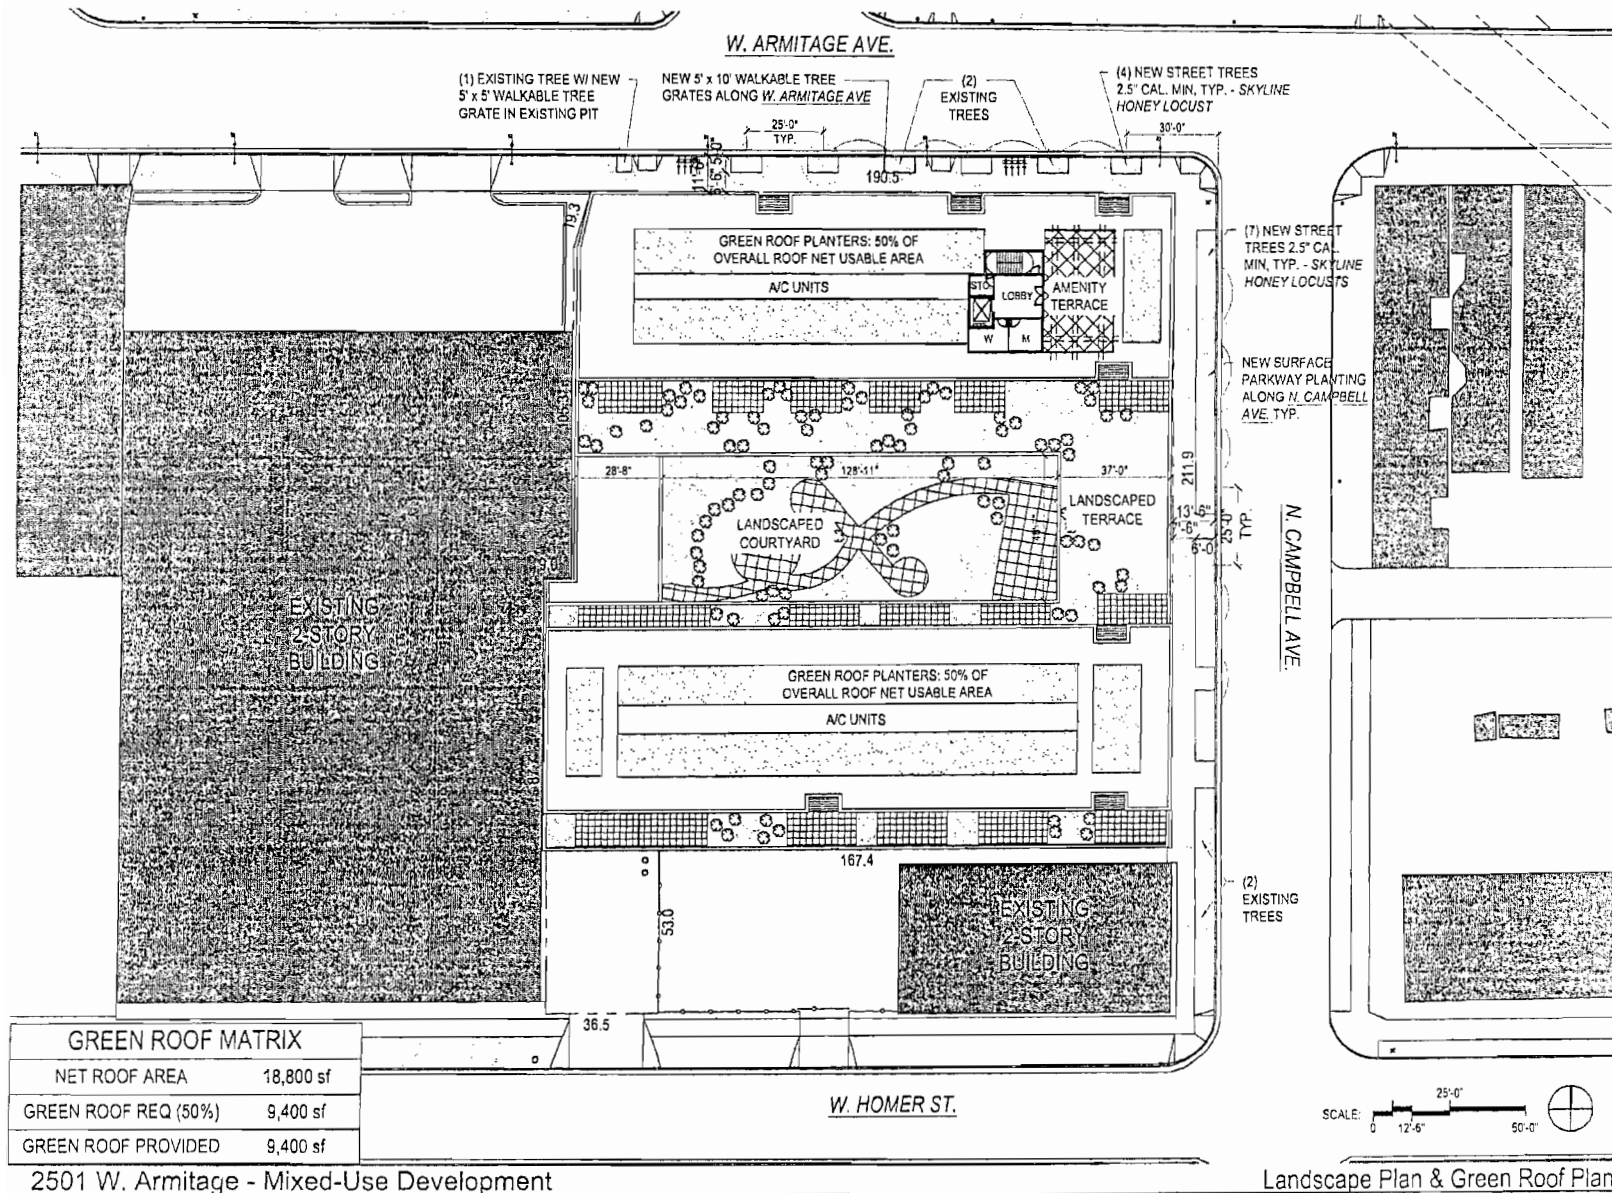 W. ARMITAGE AVE.
(1) EXISTING TREE W/ NEW
5' x 5' WALKABLE TREE
GRATE IN EXISTING PIT
NEW 5' x 10' WALKABLE TREE
GRATES ALONG W. ARMITAGE AVE
(2)
EXISTING
TREES
(4) NEW STREET TREES
2.5" CAL. MIN, TYP. - SKYLINE
HONEY LOCUST
25'-0"
TYP.
30'-0"
190.5
19.3
GREEN ROOF PLANTERS: 50% OF
OVERALL ROOF NET USABLE AREA
A/C UNITS
STO
LOBBY
W
M
AMENITY
TERRACE
(7) NEW STREET
TREES 2.5" CAL.
MIN, TYP. - SKYLINE
HONEY LOCUSTS
NEW SURFACE
PARKWAY PLANTING
ALONG N. CAMPBELL
AVE. TYP.
28'-8"
128'-11"
37'-0"
211.9
LANDSCAPED
COURTYARD
LANDSCAPED
TERRACE
13'-6"
6'-0"
25'-0"
TYP.
N. CAMPBELL AVE.
EXISTING
2-STORY
BUILDING
GREEN ROOF PLANTERS: 50% OF
OVERALL ROOF NET USABLE AREA
A/C UNITS
167.4
53.0
EXISTING
2-STORY
BUILDING
(2)
EXISTING
TREES
36.5
W. HOMER ST.
GREEN ROOF MATRIX
NET ROOF AREA 18,800 sf
GREEN ROOF REQ (50%) 9,400 sf
GREEN ROOF PROVIDED 9,400 sf
SCALE:
25'-0"
0 12'-6" 50'-0"
2501 W. Armitage - Mixed-Use Development
Landscape Plan & Green Roof Plan